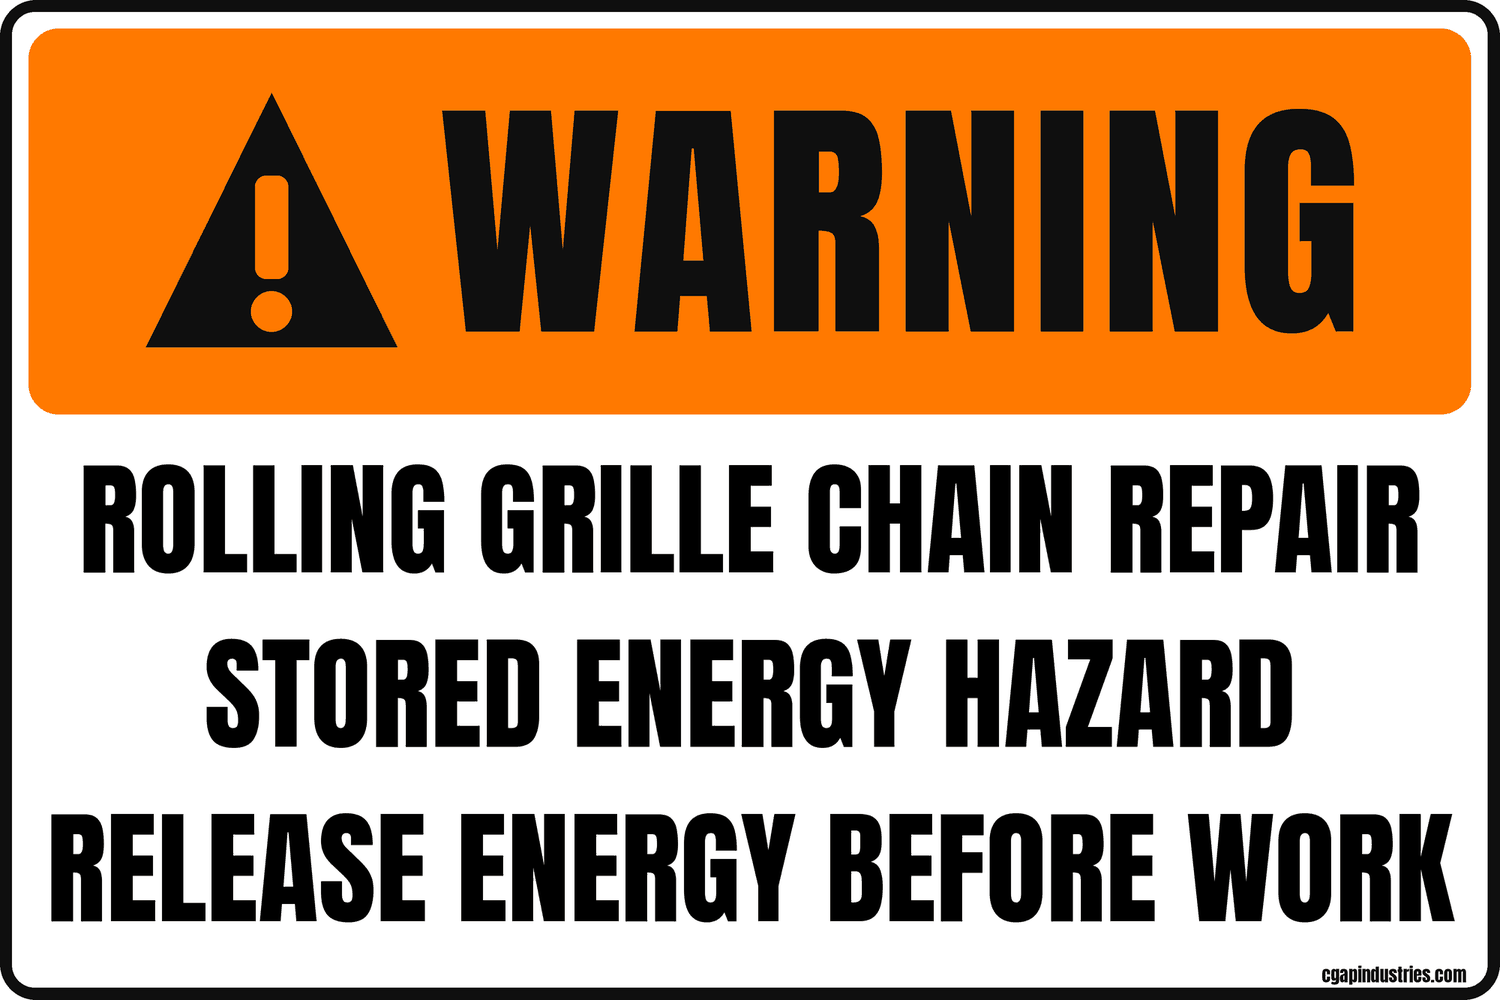 WARNING
ROLLING GRILLE CHAIN REPAIR
STORED ENERGY HAZARD
RELEASE ENERGY BEFORE WORK
cgapindustries.com